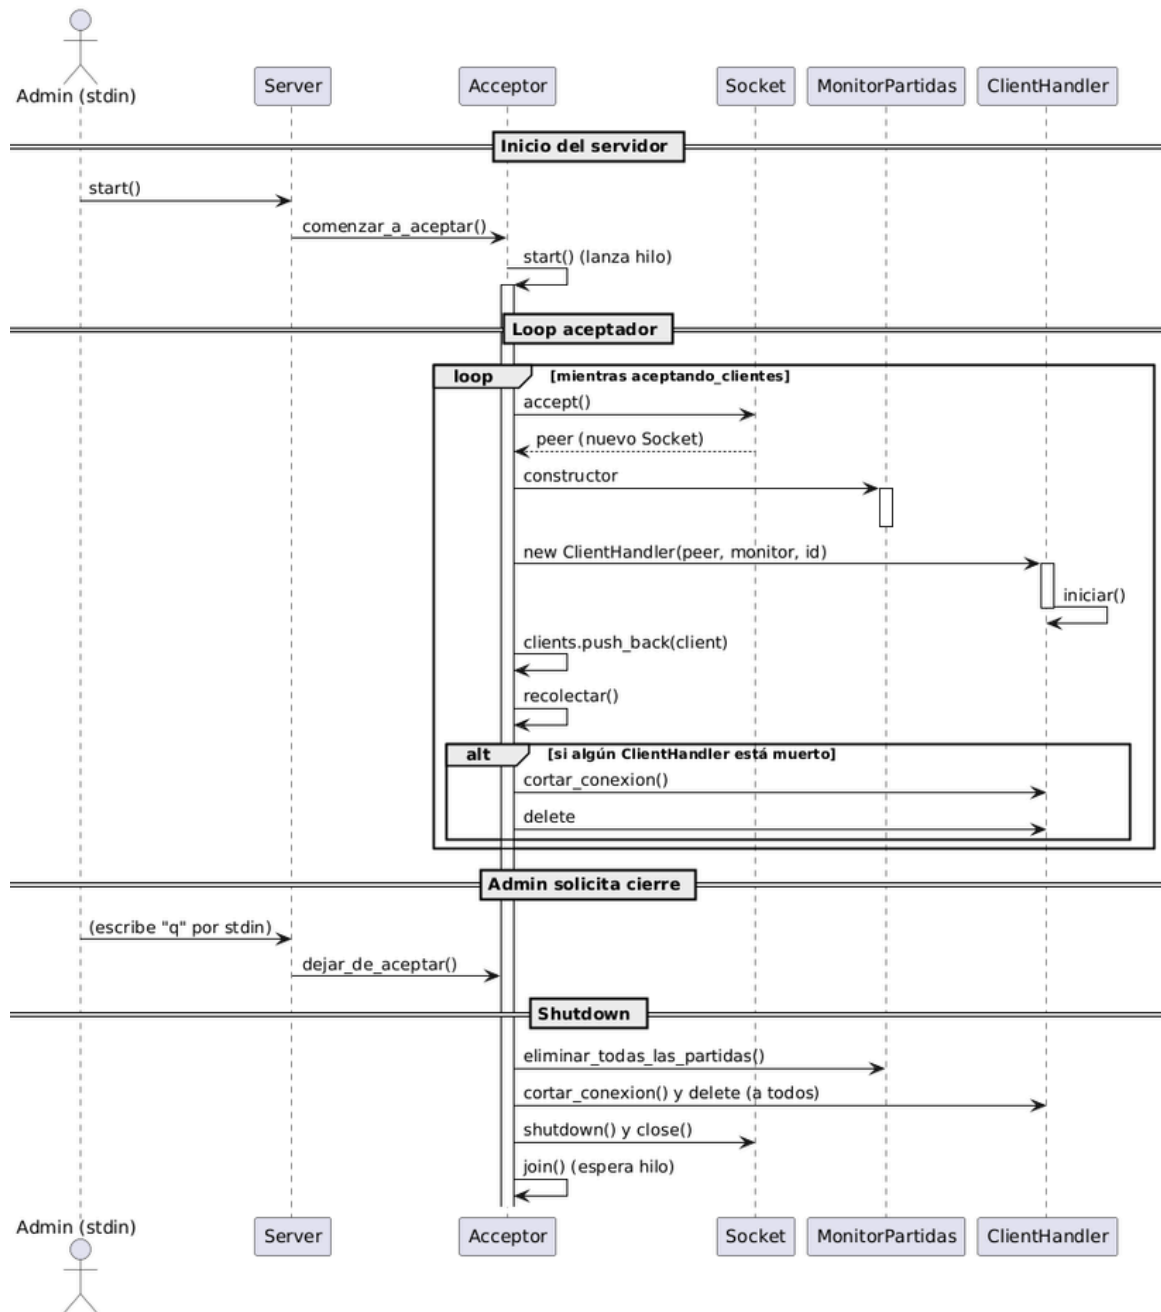 Admin (stdin)
Server
Acceptor
Socket
MonitorPartidas
ClientHandler
Inicio del servidor
start()
comenzar_a_aceptar()
start() (lanza hilo)
Loop aceptador
loop
[mientras aceptando_clientes]
accept()
peer (nuevo Socket)
constructor
new ClientHandler(peer, monitor, id)
iniciar()
clients.push_back(client)
recolectar()
alt
[si algún ClientHandler está muerto]
cortar_conexion()
delete
Admin solicita cierre
(escribe "q" por stdin)
dejar_de_aceptar()
Shutdown
eliminar_todas_las_partidas()
cortar_conexion() y delete (a todos)
shutdown() y close()
join() (espera hilo)
Admin (stdin)
Server
Acceptor
Socket
MonitorPartidas
ClientHandler